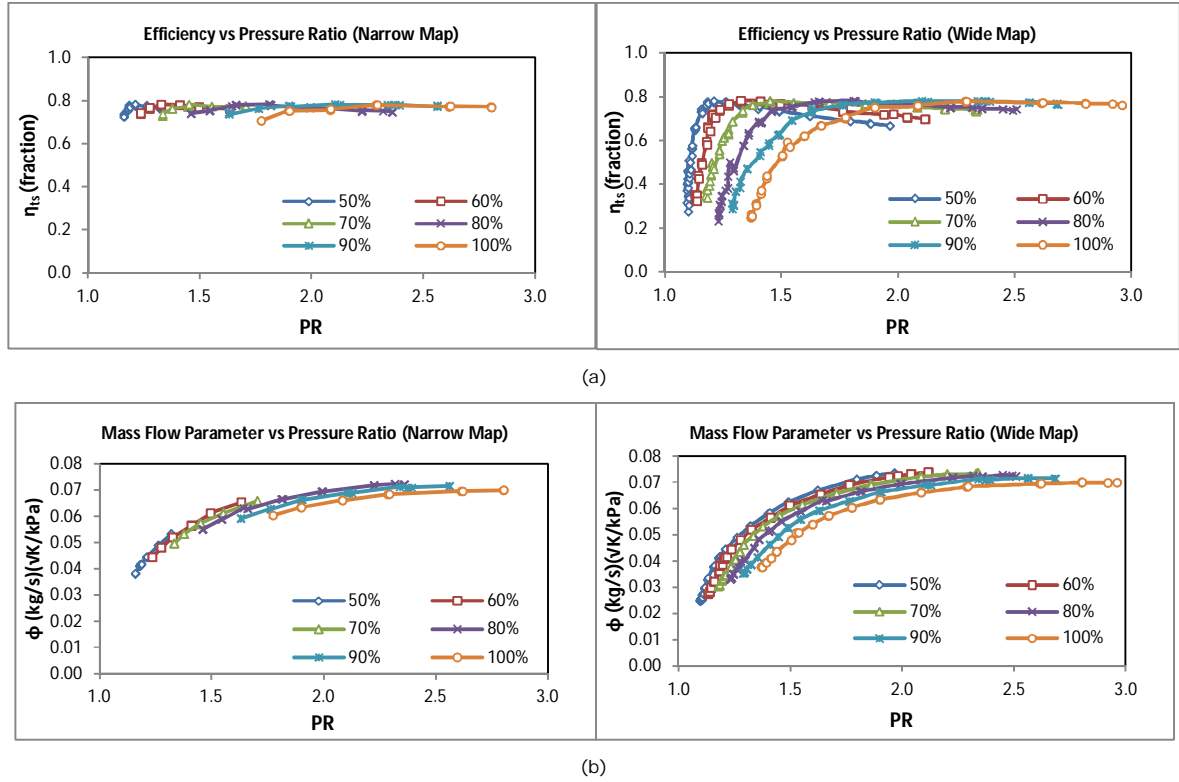 Efficiency vs Pressure Ratio (Narrow Map)
1.0
0.8
0.6
0.4
0.2
0.0
ηts (fraction)
50% 60%
70% 80%
90% 100%
1.0 1.5 2.0 2.5 3.0
PR
Efficiency vs Pressure Ratio (Wide Map)
1.0
0.8
0.6
0.4
0.2
0.0
ηts (fraction)
50% 60%
70% 80%
90% 100%
1.0 1.5 2.0 2.5 3.0
PR
(a)
Mass Flow Parameter vs Pressure Ratio (Narrow Map)
0.08
0.07
0.06
0.05
0.04
0.03
0.02
0.01
0.00
ϕ (kg/s)(√K/kPa)
50% 60%
70% 80%
90% 100%
1.0 1.5 2.0 2.5 3.0
PR
Mass Flow Parameter vs Pressure Ratio (Wide Map)
0.08
0.07
0.06
0.05
0.04
0.03
0.02
0.01
0.00
ϕ (kg/s)(√K/kPa)
50% 60%
70% 80%
90% 100%
1.0 1.5 2.0 2.5 3.0
PR
(b)